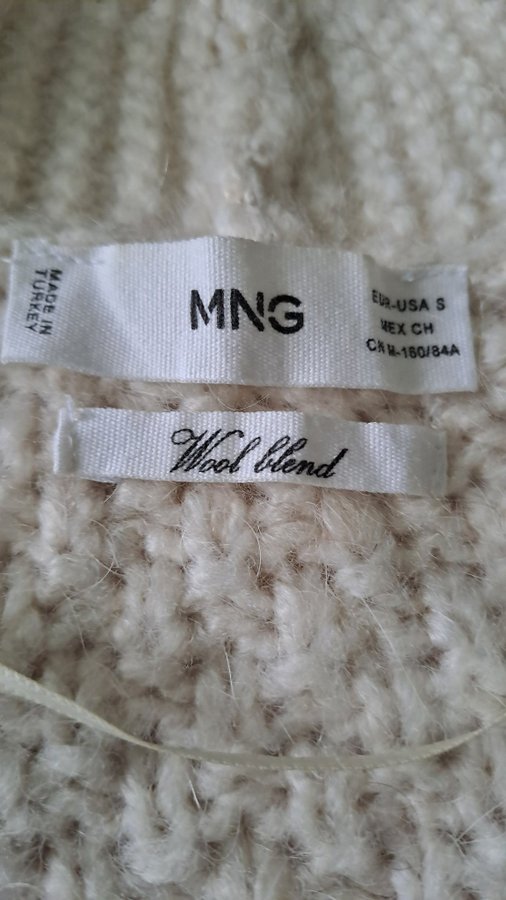 MADE IN
TURKEY
MNG
EUR-USA S
MEX CH
CN M-160/84A
Wool blend